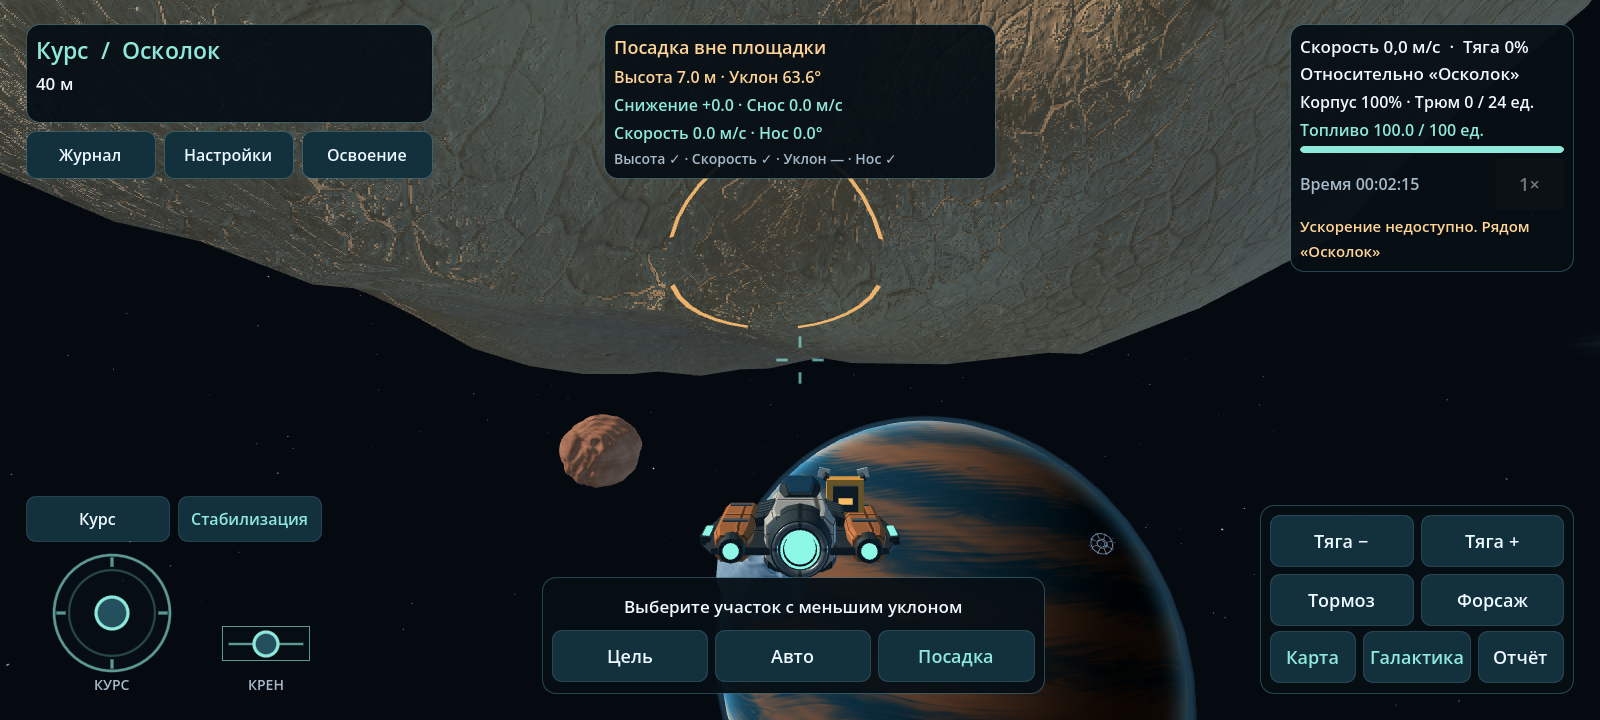 Курс / Осколок
40 м
Журнал
Настройки
Освоение
Посадка вне площадки
Высота 7.0 м · Уклон 63.6°
Снижение +0.0 · Снос 0.0 м/с
Скорость 0.0 м/с · Нос 0.0°
Высота ✓ · Скорость ✓ · Уклон — · Нос ✓
Скорость 0,0 м/с · Тяга 0%
Относительно «Осколок»
Корпус 100% · Трюм 0 / 24 ед.
Топливо 100.0 / 100 ед.
Время 00:02:15
1×
Ускорение недоступно. Рядом
«Осколок»
Курс
Стабилизация
КУРС
КРЕН
Выберите участок с меньшим уклоном
Цель
Авто
Посадка
Тяга −
Тяга +
Тормоз
Форсаж
Карта
Галактика
Отчёт